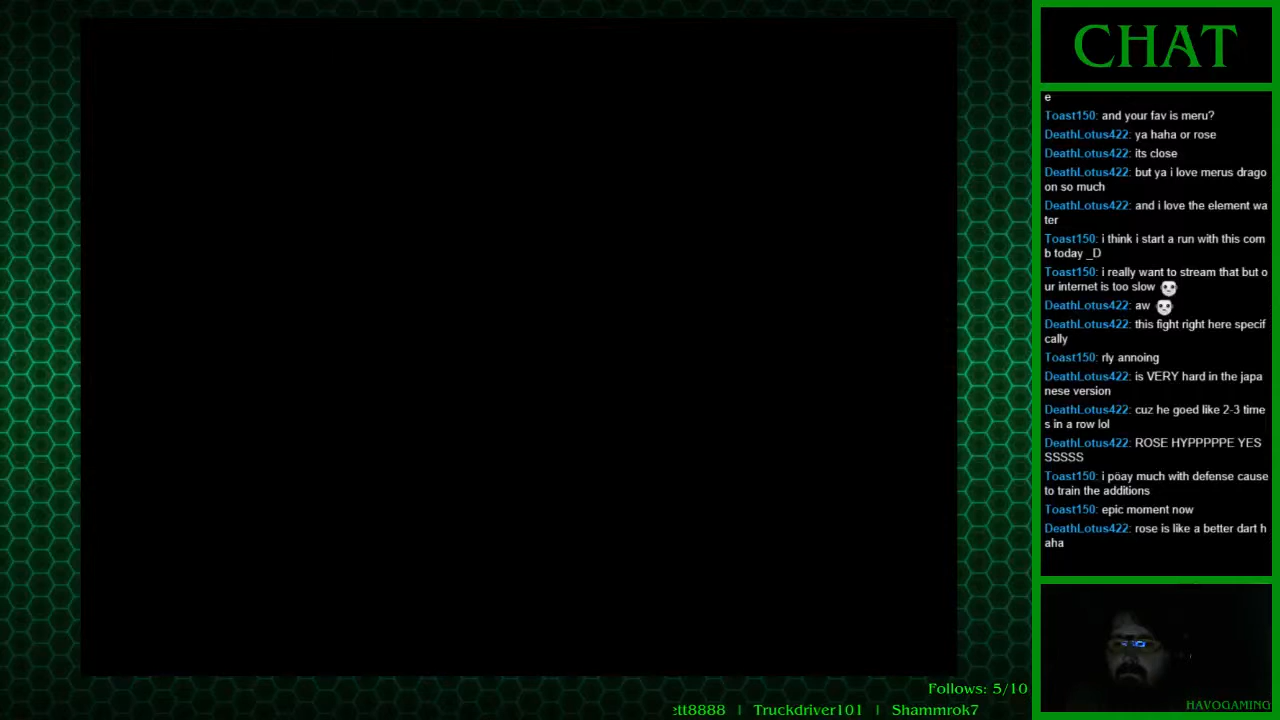 CHAT
e
Toast150: and your fav is meru?
DeathLotus422: ya haha or rose
DeathLotus422: its close
DeathLotus422: but ya i love merus drago
on so much
DeathLotus422: and i love the element wa
ter
Toast150: i think i start a run with this com
b today _D
Toast150: i really want to stream that but o
ur internet is too slow
DeathLotus422: aw
DeathLotus422: this fight right here specif
cally
Toast150: rly annoing
DeathLotus422: is VERY hard in the japa
nese version
DeathLotus422: cuz he goed like 2-3 time
s in a row lol
DeathLotus422: ROSE HYPPPPPE YES
SSSSS
Toast150: i pöay much with defense cause
to train the additions
Toast150: epic moment now
DeathLotus422: rose is like a better dart h
aha
Follows: 5/10
tt8888 | Truckdriver101 | Shammrok7
HAVOGAMING